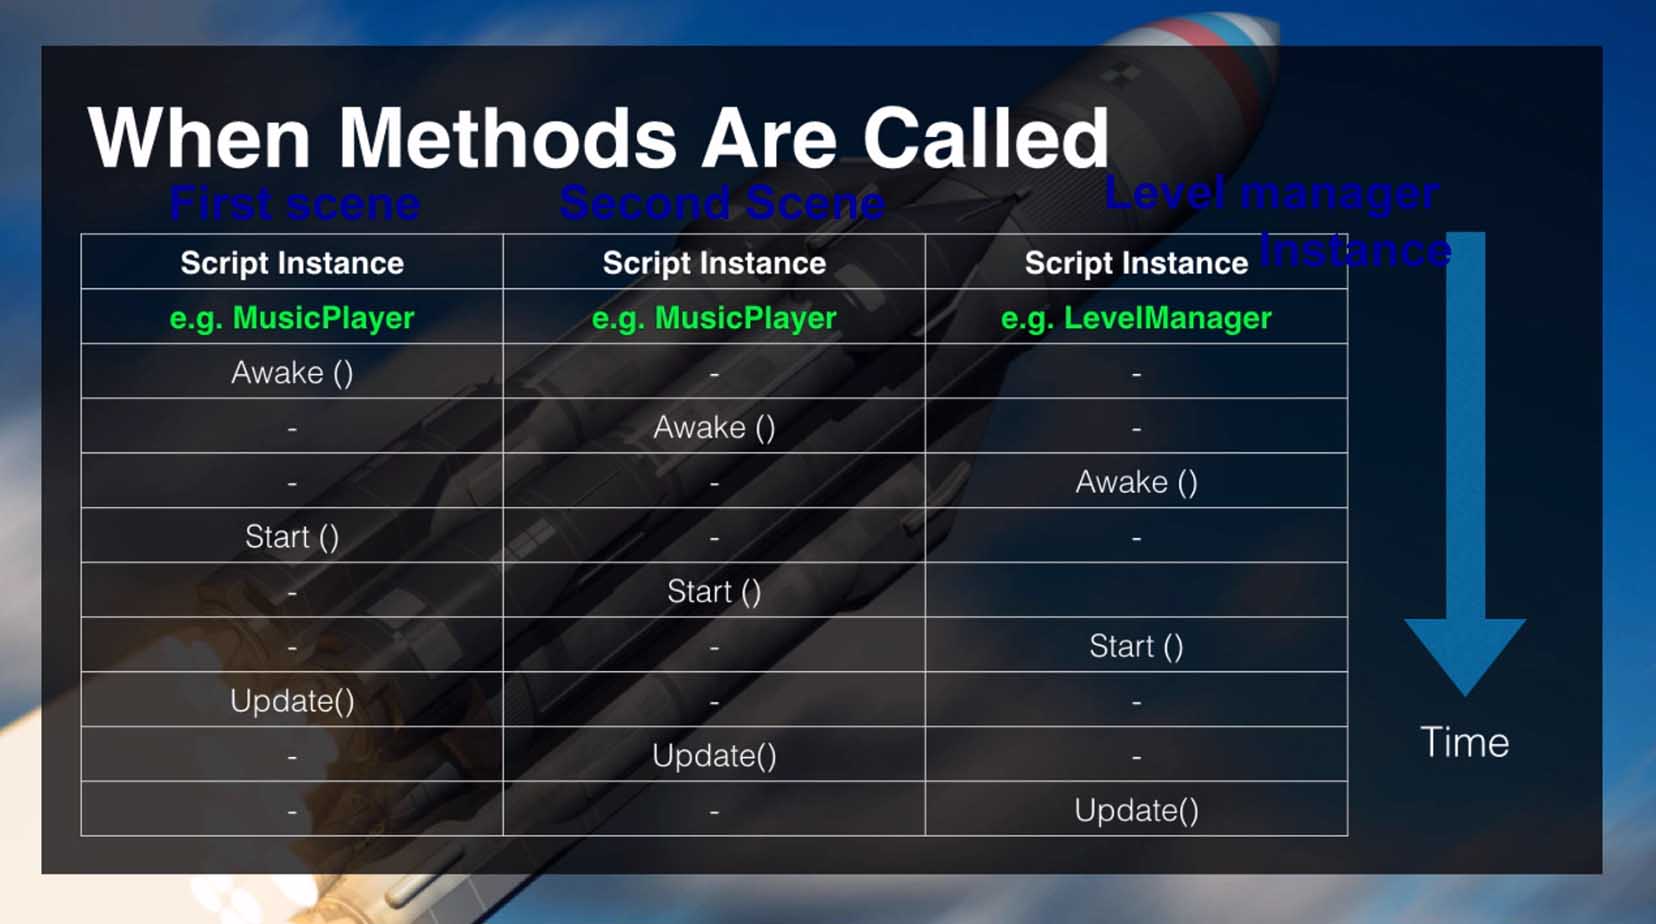 When Methods Are Called
First scene Second Scene Level manager
Instance
Script Instance Script Instance Script Instance
e.g. MusicPlayer e.g. MusicPlayer e.g. LevelManager
Awake () - -
- Awake () -
- - Awake ()
Start () - -
- Start ()
- - Start ()
Update() - -
- Update() -
- - Update()
Time